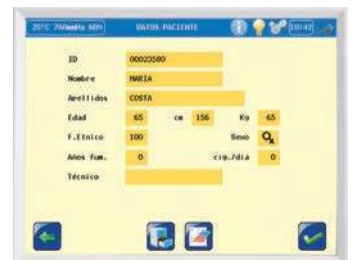 25°C 760mmHg 60% DATOS PACIENTE 10:42
ID 00023500
Nombre MARIA
Apellidos COSTA
Edad 65 cm 156 Kg 65
F.Etnico 100 Sexo
Años fum. 0 cig./dia 0
Técnico